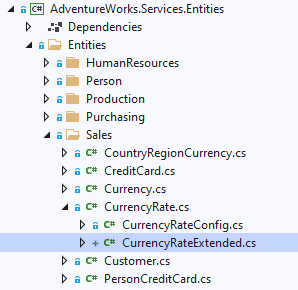 C# AdventureWorks.Services.Entities
Dependencies
Entities
HumanResources
Person
Production
Purchasing
Sales
C# CountryRegionCurrency.cs
C# CreditCard.cs
C# Currency.cs
C# CurrencyRate.cs
C# CurrencyRateConfig.cs
+ C# CurrencyRateExtended.cs
C# Customer.cs
C# PersonCreditCard.cs